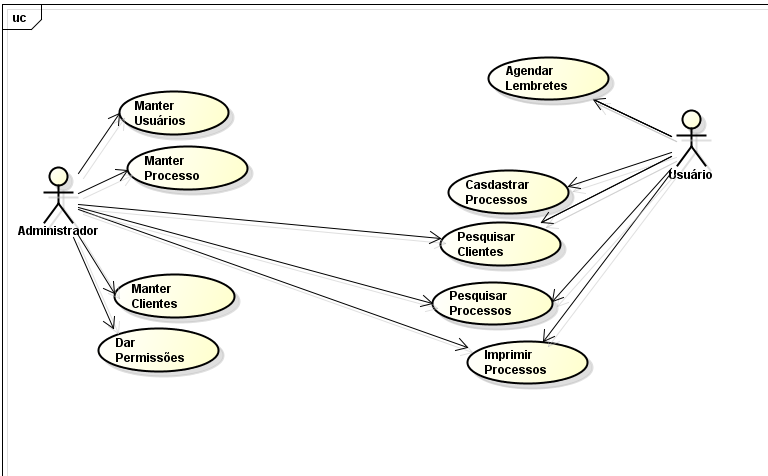 uc
Agendar
Lembretes
Manter
Usuários
Manter
Processo
Usuário
Casdastrar
Processos
Administrador
Pesquisar
Clientes
Manter
Clientes
Pesquisar
Processos
Dar
Permissões
Imprimir
Processos